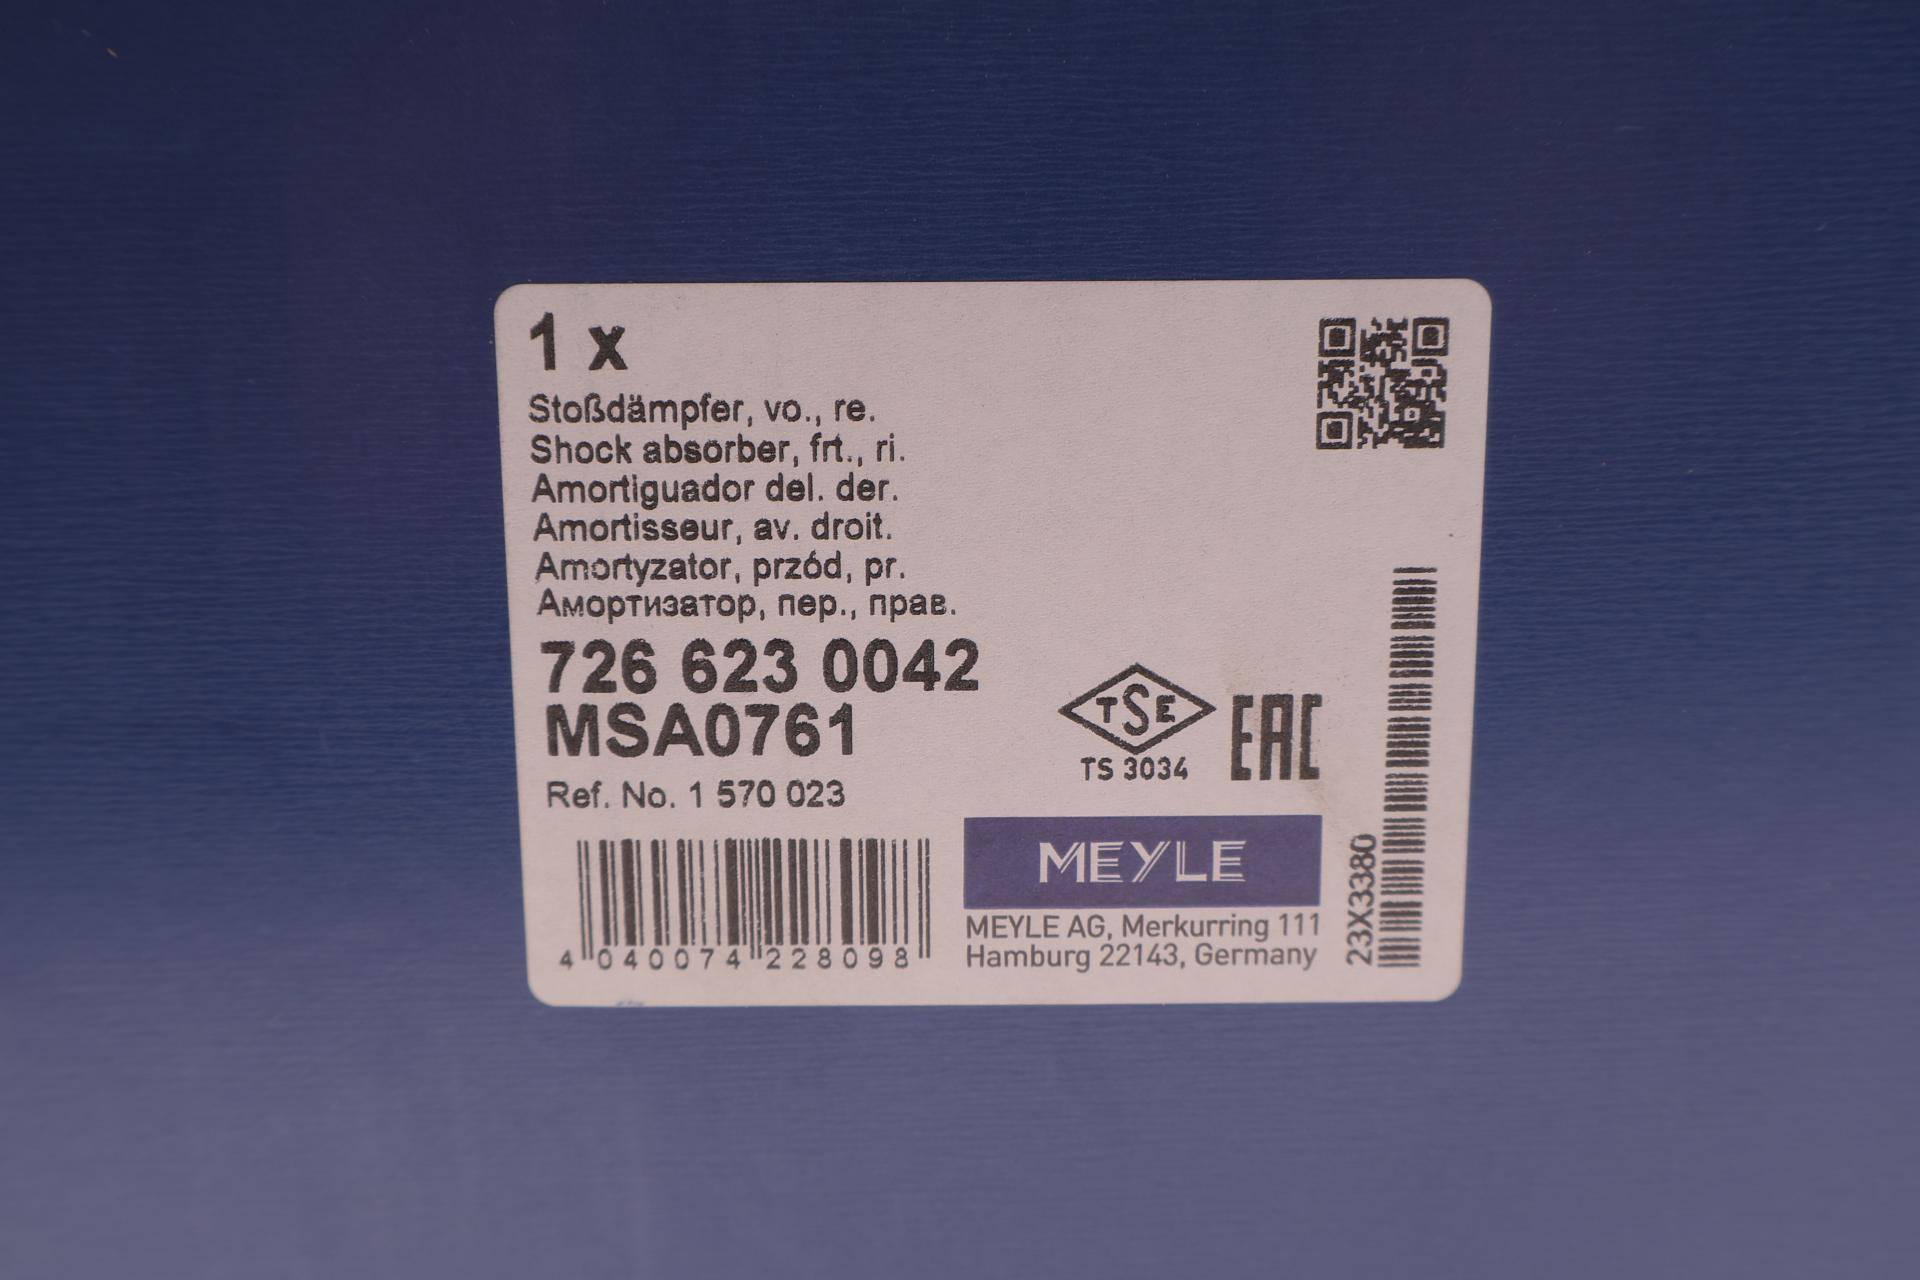 1 x
Stoßdämpfer, vo., re.
Shock absorber, frt., ri.
Amortiguador del. der.
Amortisseur, av. droit.
Amortyzator, przód, pr.
Амортизатор, пер., прав.
726 623 0042
MSA0761
Ref. No. 1 570 023
4 040074 228098
TSE
TS 3034
EAC
MEYLE
MEYLE AG, Merkurring 111
Hamburg 22143, Germany
23X3380